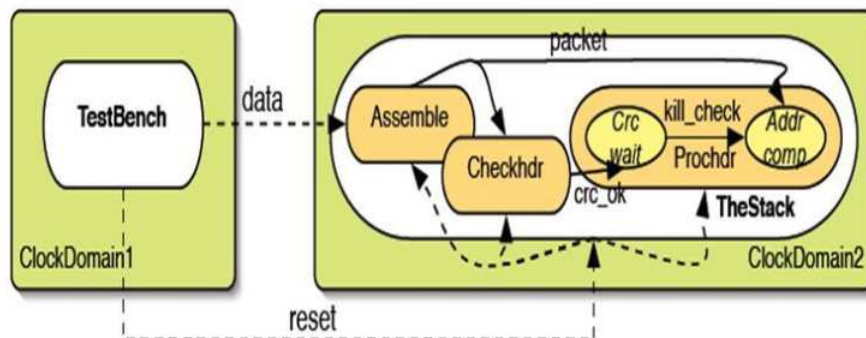 packet
TestBench
data
Assemble
Crc
wait
kill_check
Addr
comp
Prochdr
Checkhdr
crc_ok
TheStack
ClockDomain1
ClockDomain2
reset